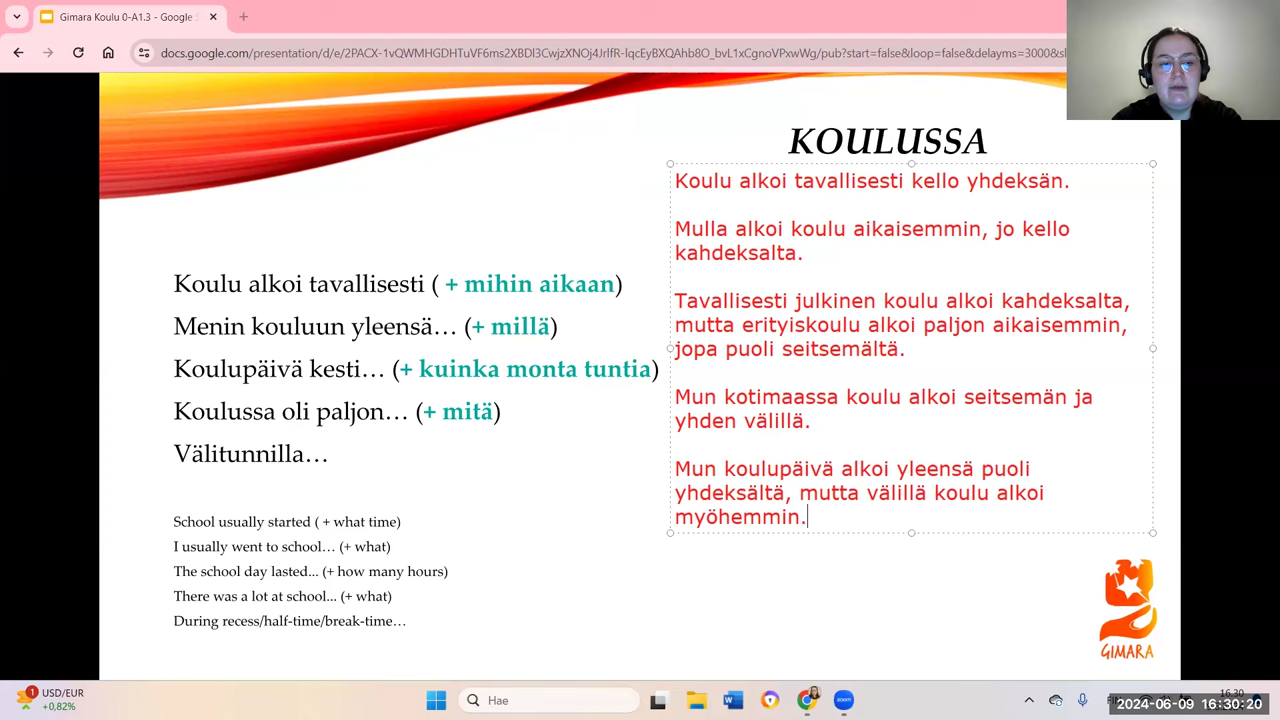 Gimara Koulu 0-A1.3 - Google S
docs.google.com/presentation/d/e/2PACX-1vQWMHGDHTuVF6ms2XBDl3CwjzXNOj4JrlfR-lqcEyBXQAhb8O_bvL1xCgnoVPxwWg/pub?start=false&loop=false&delayms=3000&sl
KOULUSSA
Koulu alkoi tavallisesti ( + mihin aikaan)
Menin kouluun yleensä… (+ millä)
Koulupäivä kesti… (+ kuinka monta tuntia)
Koulussa oli paljon… (+ mitä)
Välitunnilla…
School usually started ( + what time)
I usually went to school… (+ what)
The school day lasted... (+ how many hours)
There was a lot at school... (+ what)
During recess/half-time/break-time…
Koulu alkoi tavallisesti kello yhdeksän.
Mulla alkoi koulu aikaisemmin, jo kello
kahdeksalta.
Tavallisesti julkinen koulu alkoi kahdeksalta,
mutta erityiskoulu alkoi paljon aikaisemmin,
jopa puoli seitsemältä.
Mun kotimaassa koulu alkoi seitsemän ja
yhden välillä.
Mun koulupäivä alkoi yleensä puoli
yhdeksältä, mutta välillä koulu alkoi
myöhemmin.
GIMARA
1
USD/EUR
+0.82%
Hae
W
zoom
16.30
2024-06-09 16:30:20